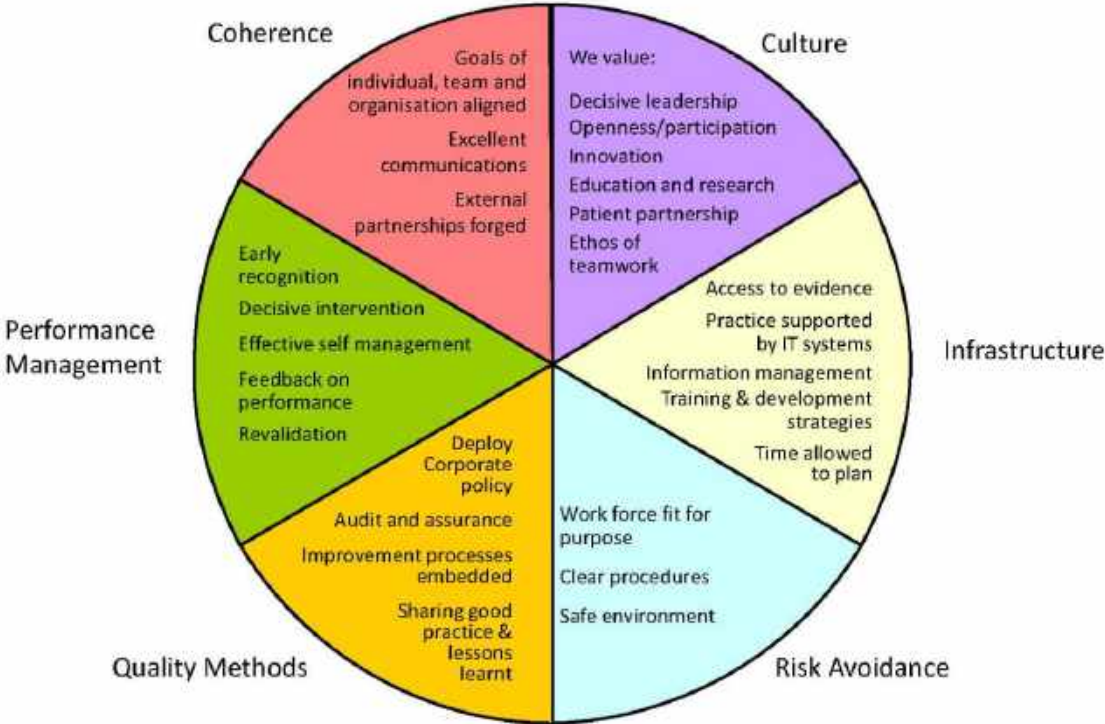 Coherence
Goals of
individual, team and
organisation aligned
Excellent
communications
External
partnerships forged
Culture
We value:
Decisive leadership
Openness/participation
Innovation
Education and research
Patient partnership
Ethos of
teamwork
Infrastructure
Access to evidence
Practice supported
by IT systems
Information management
Training & development
strategies
Time allowed
to plan
Risk Avoidance
Work force fit for
purpose
Clear procedures
Safe environment
Quality Methods
Deploy
Corporate
policy
Audit and assurance
Improvement processes
embedded
Sharing good
practice &
lessons
learnt
Performance
Management
Early
recognition
Decisive intervention
Effective self management
Feedback on
performance
Revalidation